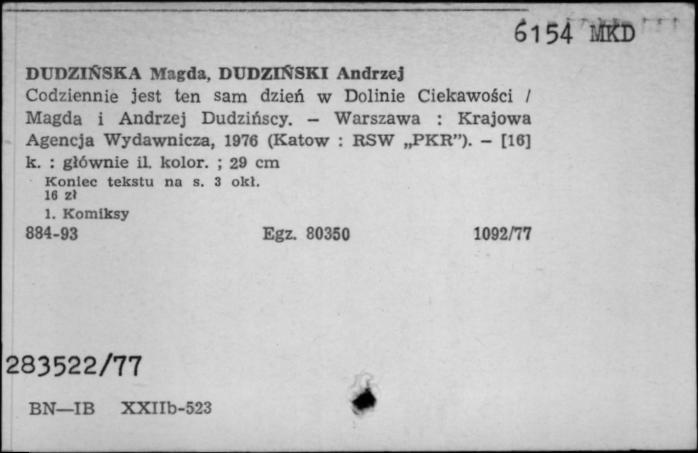 6154 MKD
DUDZIŃSKA Magda, DUDZIŃSKI Andrzej
Codziennie jest ten sam dzień w Dolinie Ciekawości /
Magda i Andrzej Dudzińscy. — Warszawa : Krajowa
Agencja Wydawnicza, 1976 (Katow : RSW „PKR”). — [16]
k. : głównie il. kolor. ; 29 cm
Koniec tekstu na s. 3 okł.
16 zł
1. Komiksy
884-93 Egz. 80350 1092/77
283522/77
BN—IB XXIIb-523